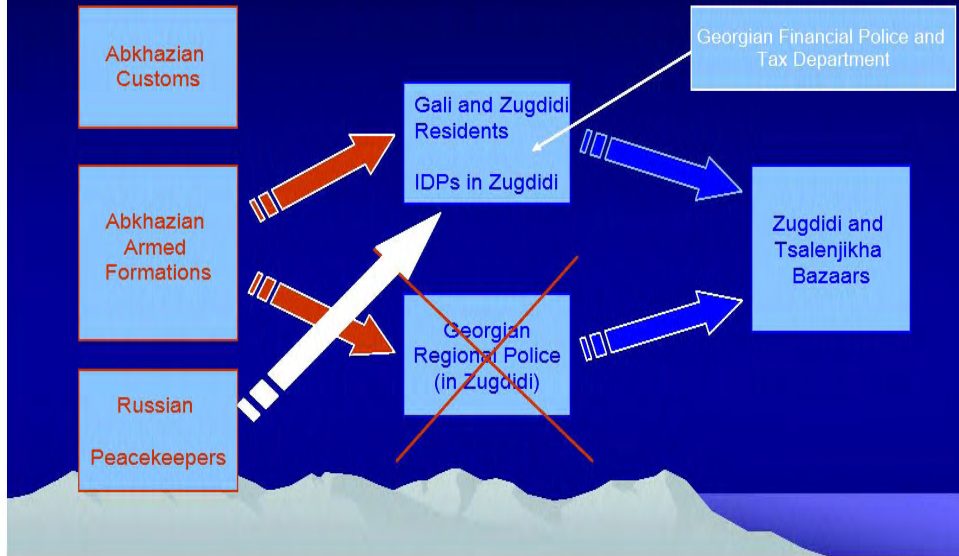 Abkhazian
Customs
Georgian Financial Police and
Tax Department
Gali and Zugdidi
Residents
IDPs in Zugdidi
Abkhazian
Armed
Formations
Zugdidi and
Tsalenjikha
Bazaars
Georgian
Regional Police
(in Zugdidi)
Russian
Peacekeepers